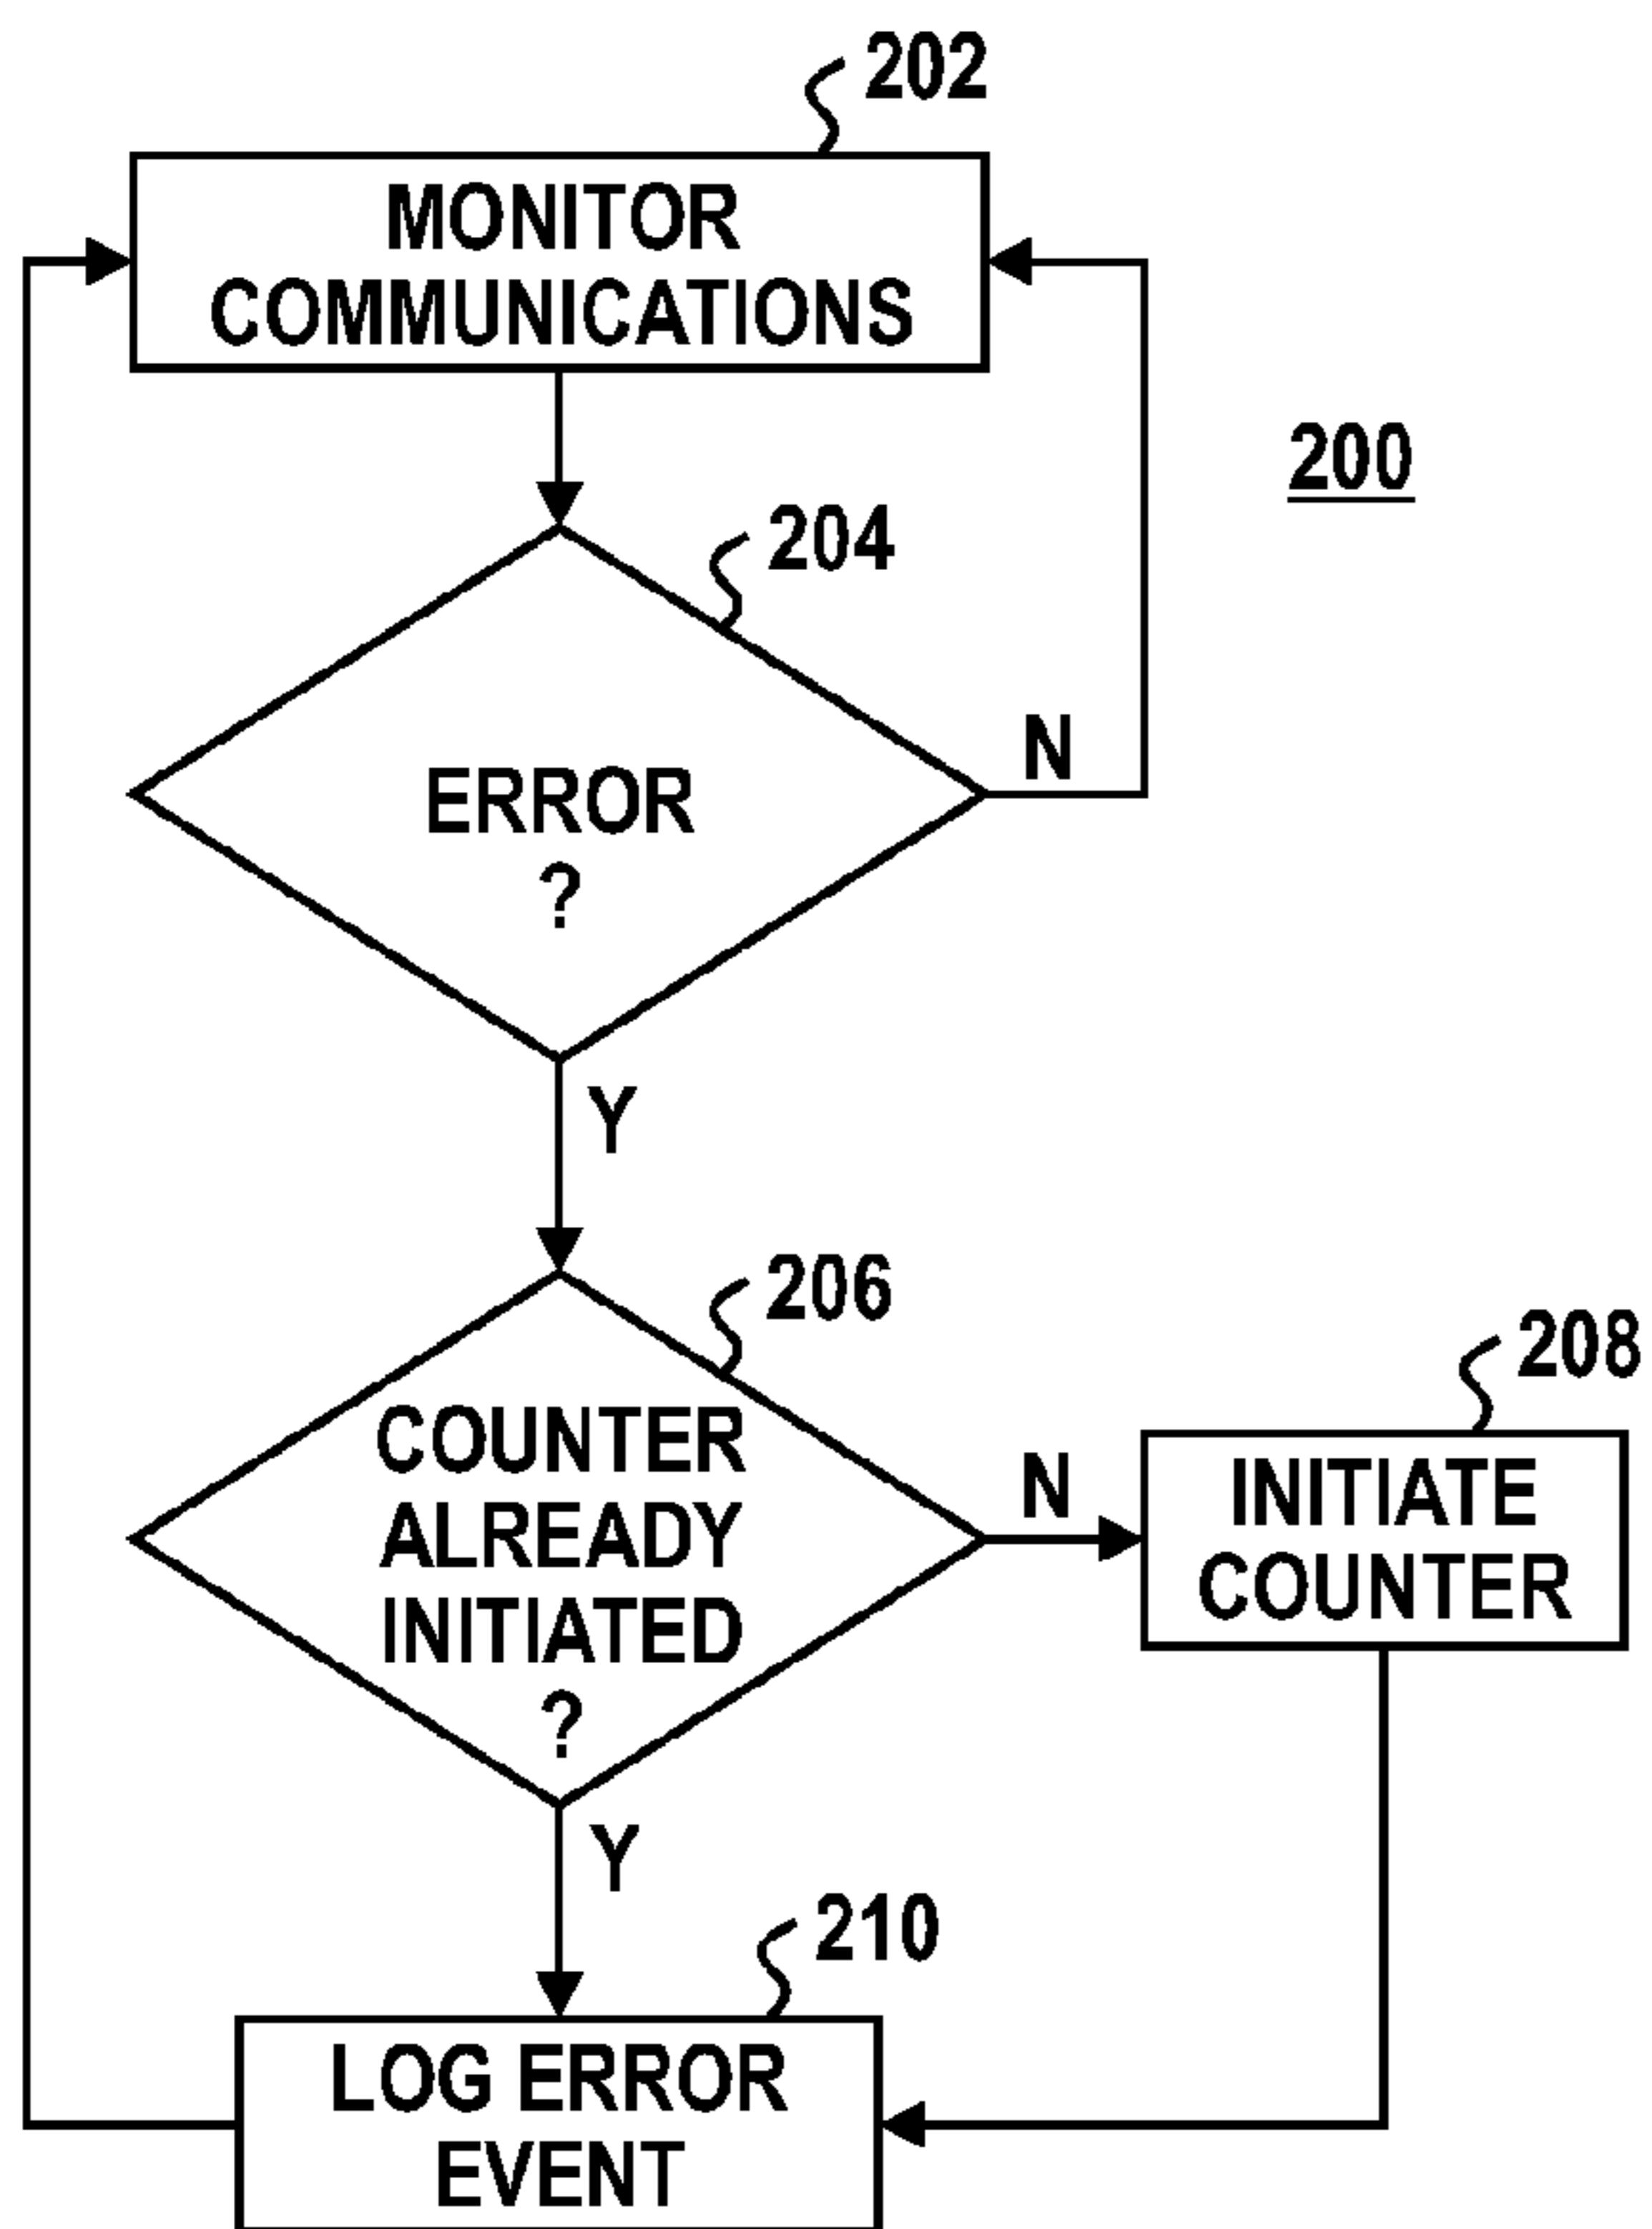 202
MONITOR
COMMUNICATIONS
200
204
N
ERROR
?
Y
206
208
COUNTER
ALREADY
INITIATED
?
N
INITIATE
COUNTER
Y
210
LOG ERROR
EVENT